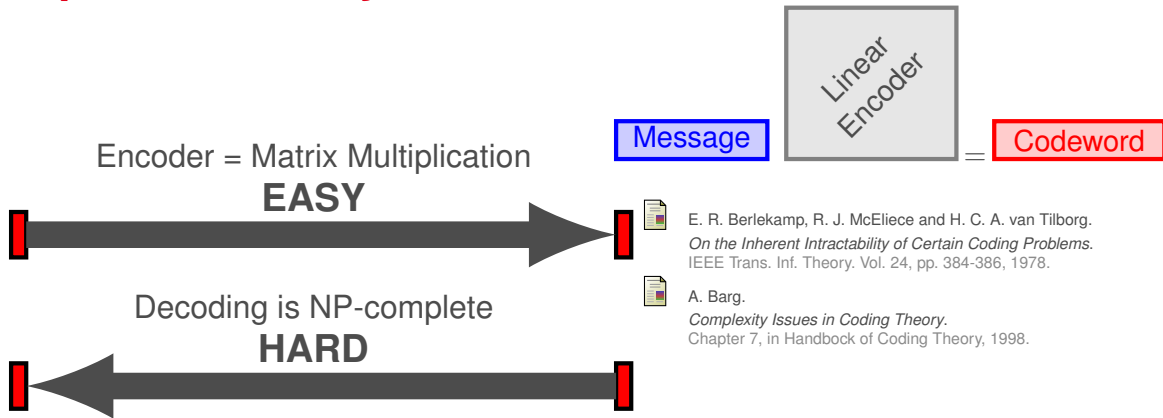 Linear
Encoder
Message
=
Codeword
Encoder = Matrix Multiplication
EASY
E. R. Berlekamp, R. J. McEliece and H. C. A. van Tilborg.
On the Inherent Intractability of Certain Coding Problems.
IEEE Trans. Inf. Theory. Vol. 24, pp. 384-386, 1978.
Decoding is NP-complete
HARD
A. Barg.
Complexity Issues in Coding Theory.
Chapter 7, in Handbock of Coding Theory, 1998.